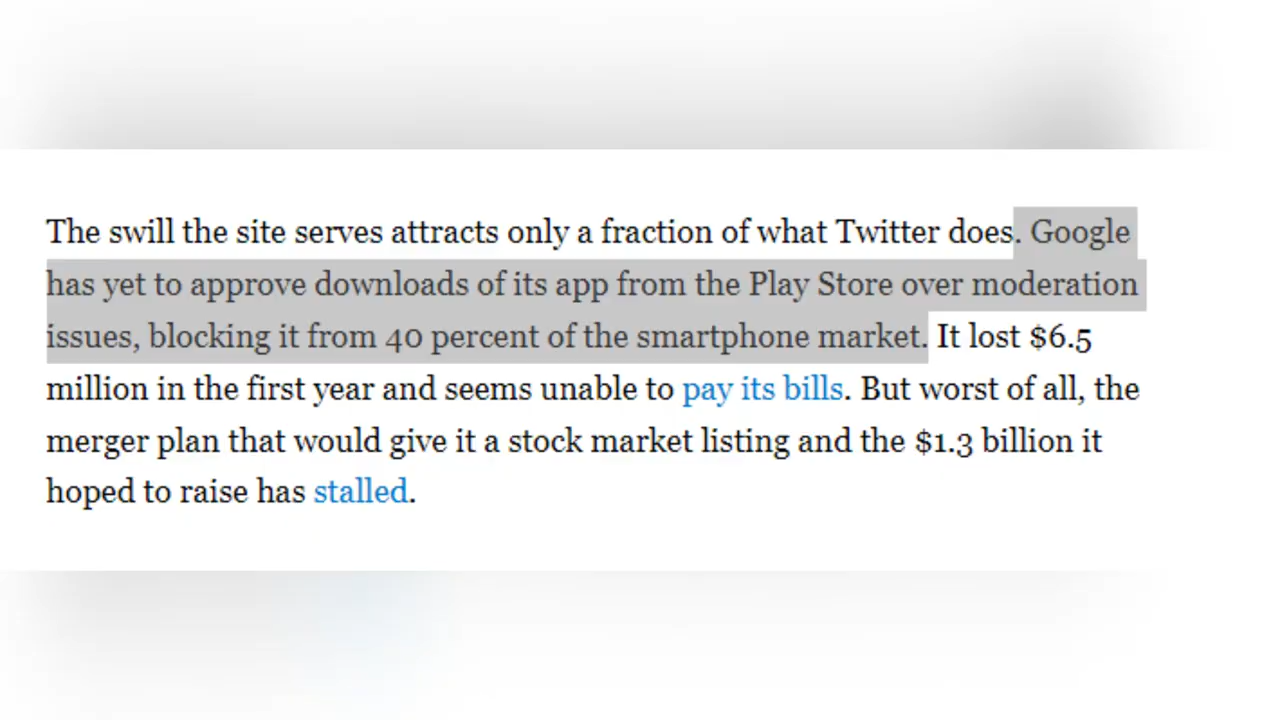 The swill the site serves attracts only a fraction of what Twitter does. Google
has yet to approve downloads of its app from the Play Store over moderation
issues, blocking it from 40 percent of the smartphone market. It lost $6.5
million in the first year and seems unable to pay its bills. But worst of all, the
merger plan that would give it a stock market listing and the $1.3 billion it
hoped to raise has stalled.